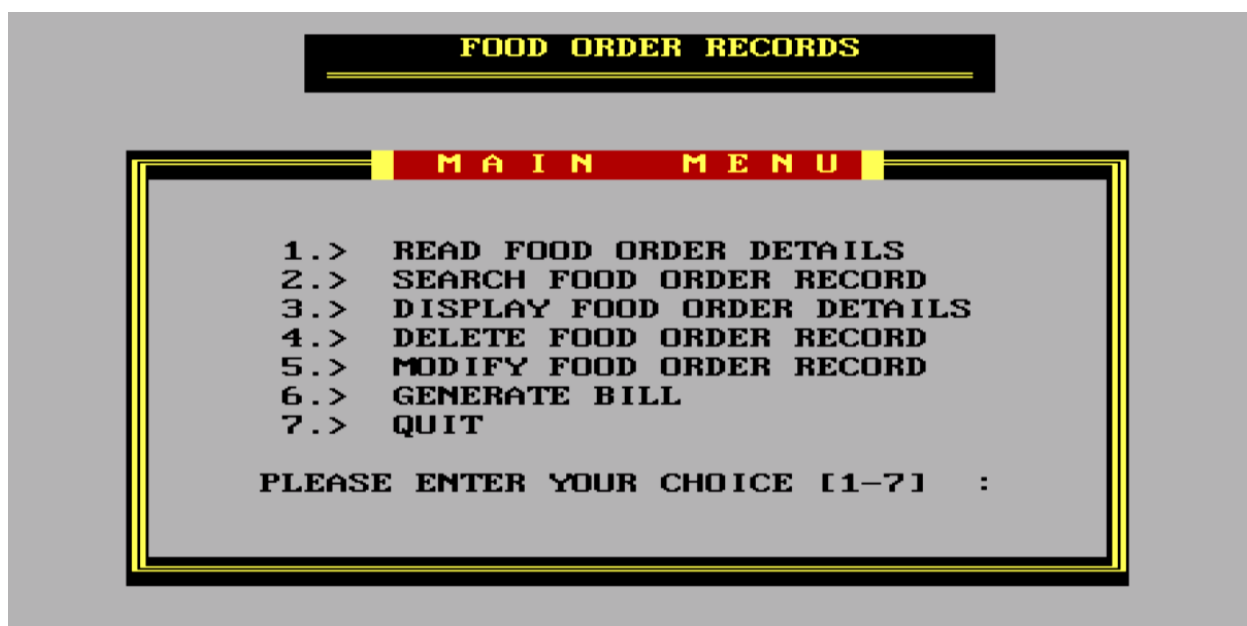 FOOD ORDER RECORDS
MAIN MENU
1.> READ FOOD ORDER DETAILS
2.> SEARCH FOOD ORDER RECORD
3.> DISPLAY FOOD ORDER DETAILS
4.> DELETE FOOD ORDER RECORD
5.> MODIFY FOOD ORDER RECORD
6.> GENERATE BILL
7.> QUIT
PLEASE ENTER YOUR CHOICE [1-7] :